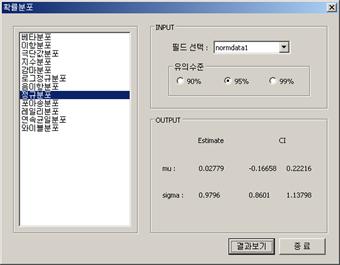 확률분포
베타분포
이항분포
극단값분포
지수분포
감마분포
로그정규분포
음이항분포
정규분포
포아송분포
레일리분포
연속균일분포
와이블분포
INPUT
필드 선택 : normdata1
유의수준
90% 95% 99%
OUTPUT
Estimate CI
mu : 0.02779 -0.16658 0.22216
sigma : 0.9796 0.8601 1.13798
결과보기 종 료